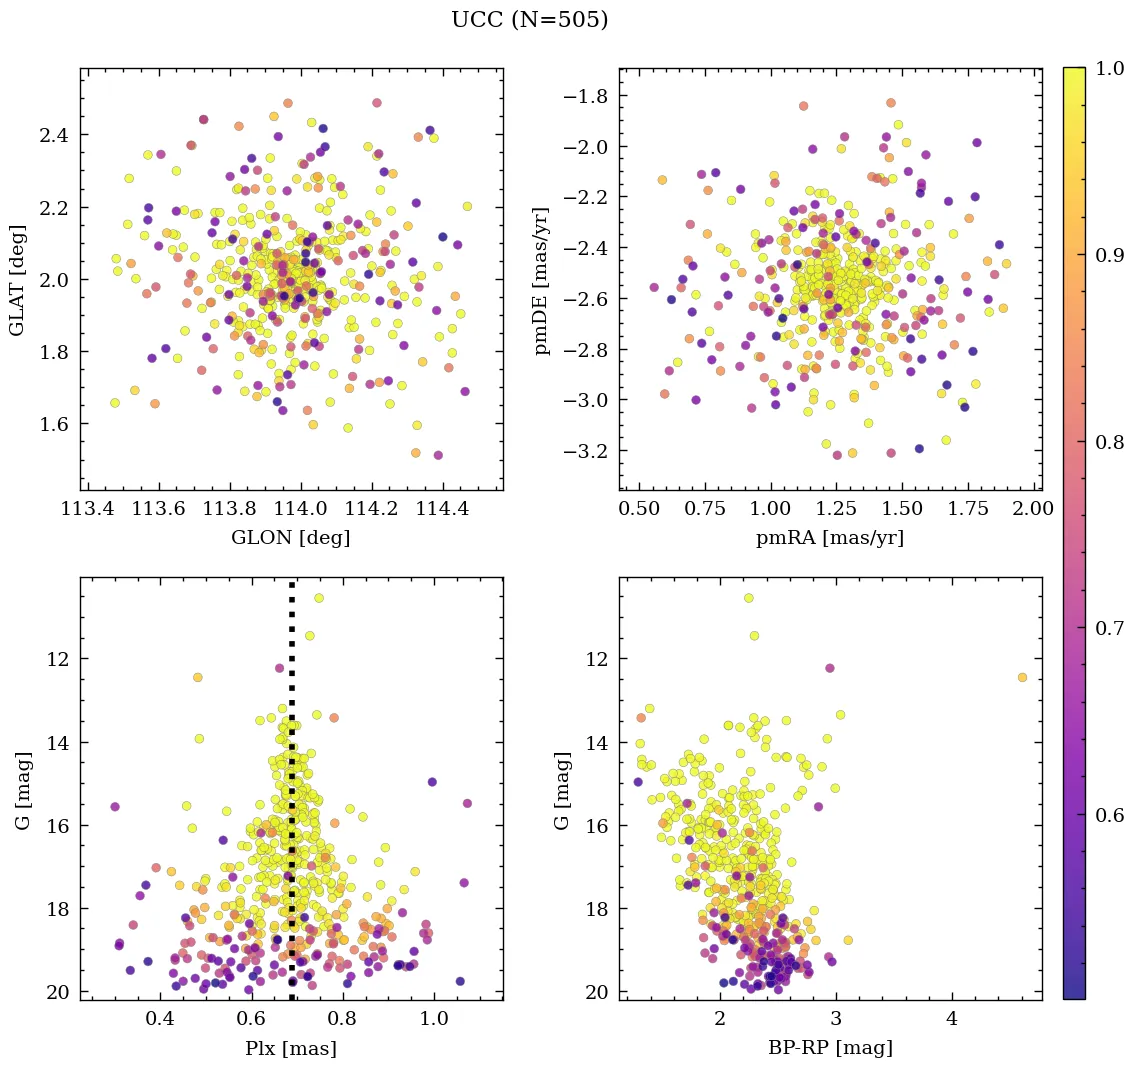 UCC (N=505)
2.4
2.2
2.0
1.8
1.6
GLAT [deg]
113.4 113.6 113.8 114.0 114.2 114.4
GLON [deg]
−1.8
−2.0
−2.2
−2.4
−2.6
−2.8
−3.0
−3.2
pmDE [mas/yr]
0.50 0.75 1.00 1.25 1.50 1.75 2.00
pmRA [mas/yr]
1.0
0.9
0.8
0.7
0.6
12
14
16
18
20
G [mag]
0.4 0.6 0.8 1.0
Plx [mas]
12
14
16
18
20
G [mag]
2 3 4
BP-RP [mag]